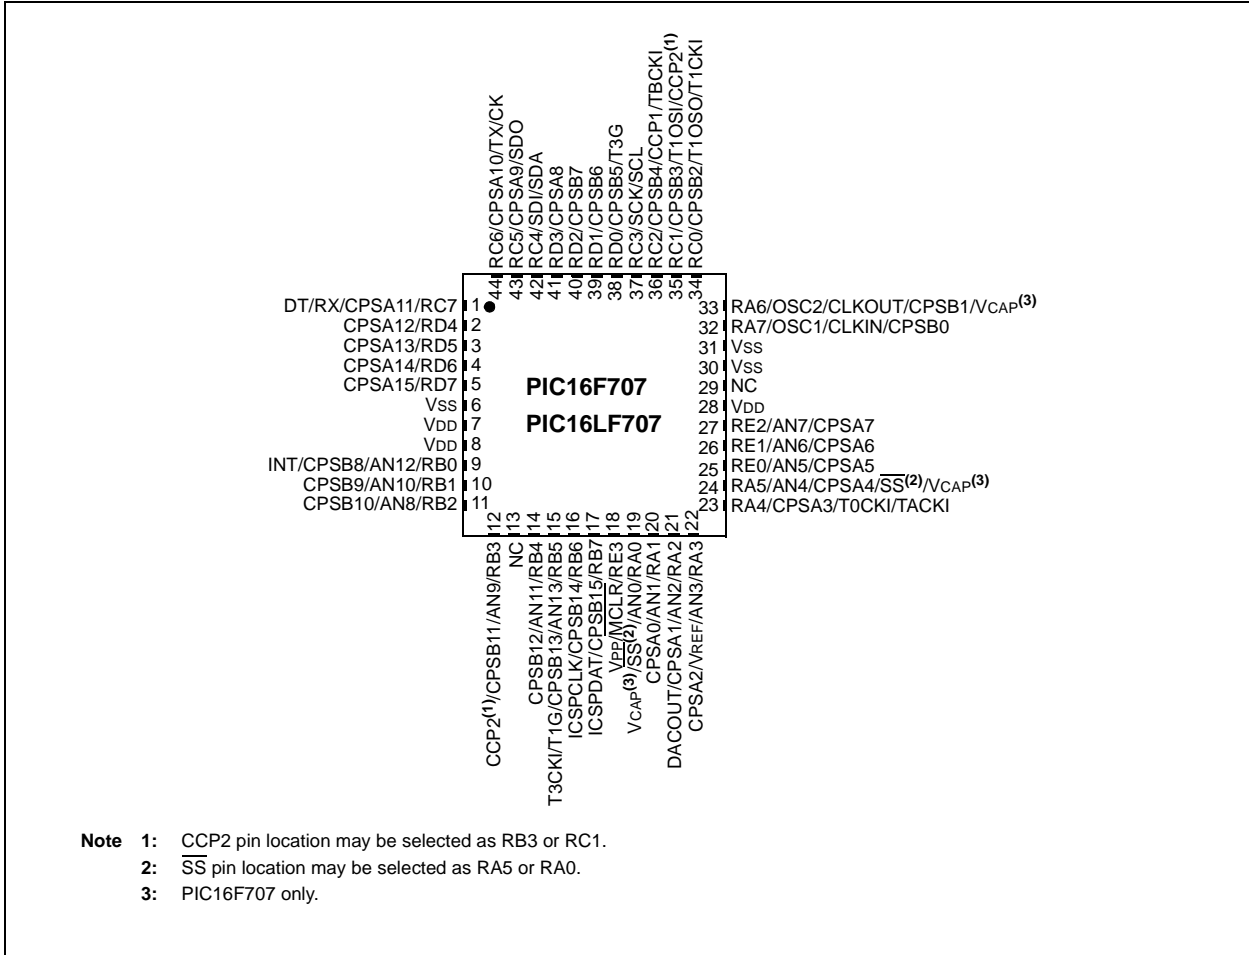 44 RC6/CPSA10/TX/CK
43 RC5/CPSA9/SDO
42 RC4/SDI/SDA
41 RD3/CPSA8
40 RD2/CPSB7
39 RD1/CPSB6
38 RD0/CPSB5/T3G
37 RC3/SCK/SCL
36 RC2/CPSB4/CCP1/TBCKI
35 RC1/CPSB3/T1OSI/CCP2(1)
34 RC0/CPSB2/T1OSO/T1CKI
DT/RX/CPSA11/RC7 1
CPSA12/RD4 2
CPSA13/RD5 3
CPSA14/RD6 4
CPSA15/RD7 5
VSS 6
VDD 7
VDD 8
INT/CPSB8/AN12/RB0 9
CPSB9/AN10/RB1 10
CPSB10/AN8/RB2 11
PIC16F707
PIC16LF707
33 RA6/OSC2/CLKOUT/CPSB1/VCAP(3)
32 RA7/OSC1/CLKIN/CPSB0
31 VSS
30 VSS
29 NC
28 VDD
27 RE2/AN7/CPSA7
26 RE1/AN6/CPSA6
25 RE0/AN5/CPSA5
24 RA5/AN4/CPSA4/S̅S̅(2)/VCAP(3)
23 RA4/CPSA3/T0CKI/TACKI
CCP2(1)/CPSB11/AN9/RB3 12
NC 13
CPSB12/AN11/RB4 14
T3CKI/T1G/CPSB13/AN13/RB5 15
ICSPCLK/CPSB14/RB6 16
ICSPDAT/CPSB15/RB7 17
VPP/M̅C̅L̅R̅/RE3 18
VCAP(3)/S̅S̅(2)/AN0/RA0 19
CPSA0/AN1/RA1 20
DACOUT/CPSA1/AN2/RA2 21
CPSA2/VREF/AN3/RA3 22
Note 1: CCP2 pin location may be selected as RB3 or RC1.
2: S̅S̅ pin location may be selected as RA5 or RA0.
3: PIC16F707 only.